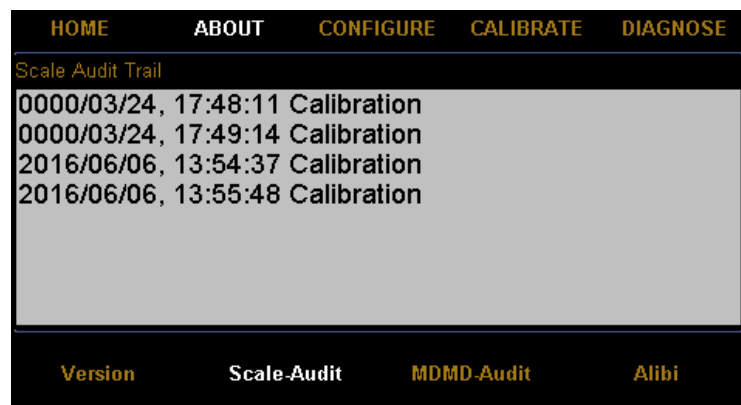 HOME ABOUT CONFIGURE CALIBRATE DIAGNOSE
Scale Audit Trail
0000/03/24, 17:48:11 Calibration
0000/03/24, 17:49:14 Calibration
2016/06/06, 13:54:37 Calibration
2016/06/06, 13:55:48 Calibration
Version Scale-Audit MDMD-Audit Alibi